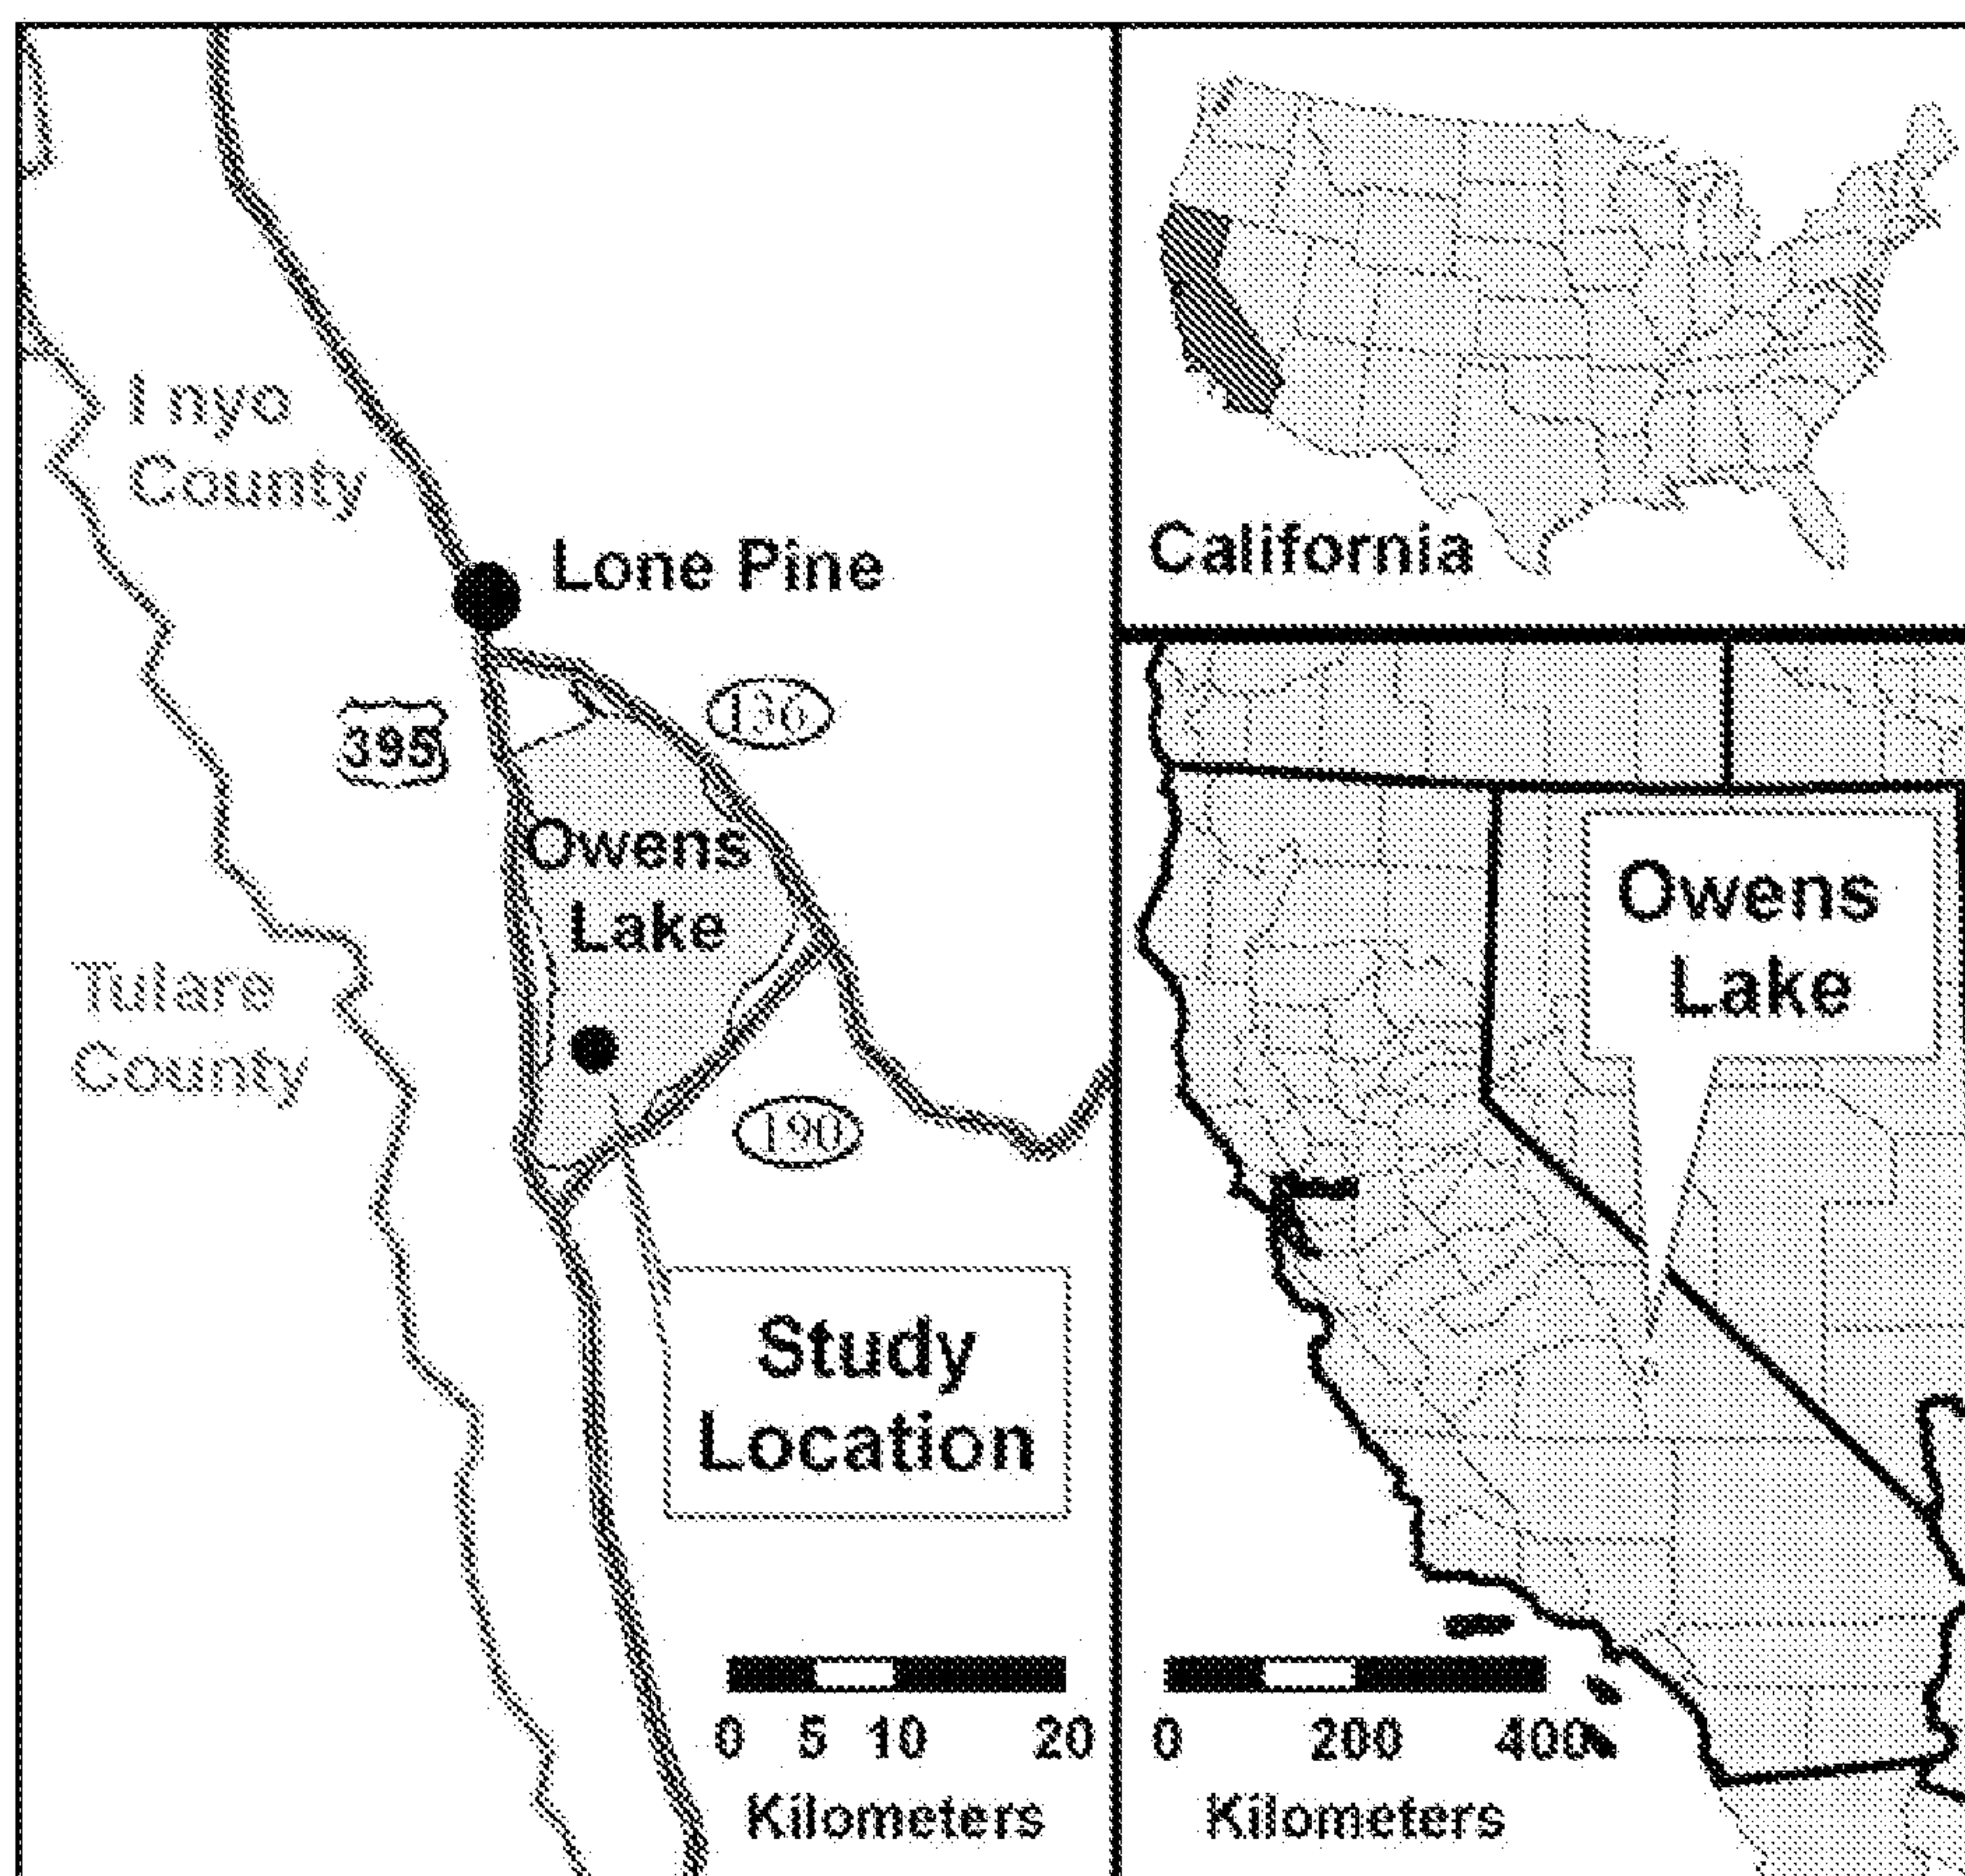 I nyo
County
Lone Pine
395
136
Owens
Lake
Tulare
County
190
Study
Location
0 5 10 20
Kilometers
California
Owens
Lake
0 200 400
Kilometers